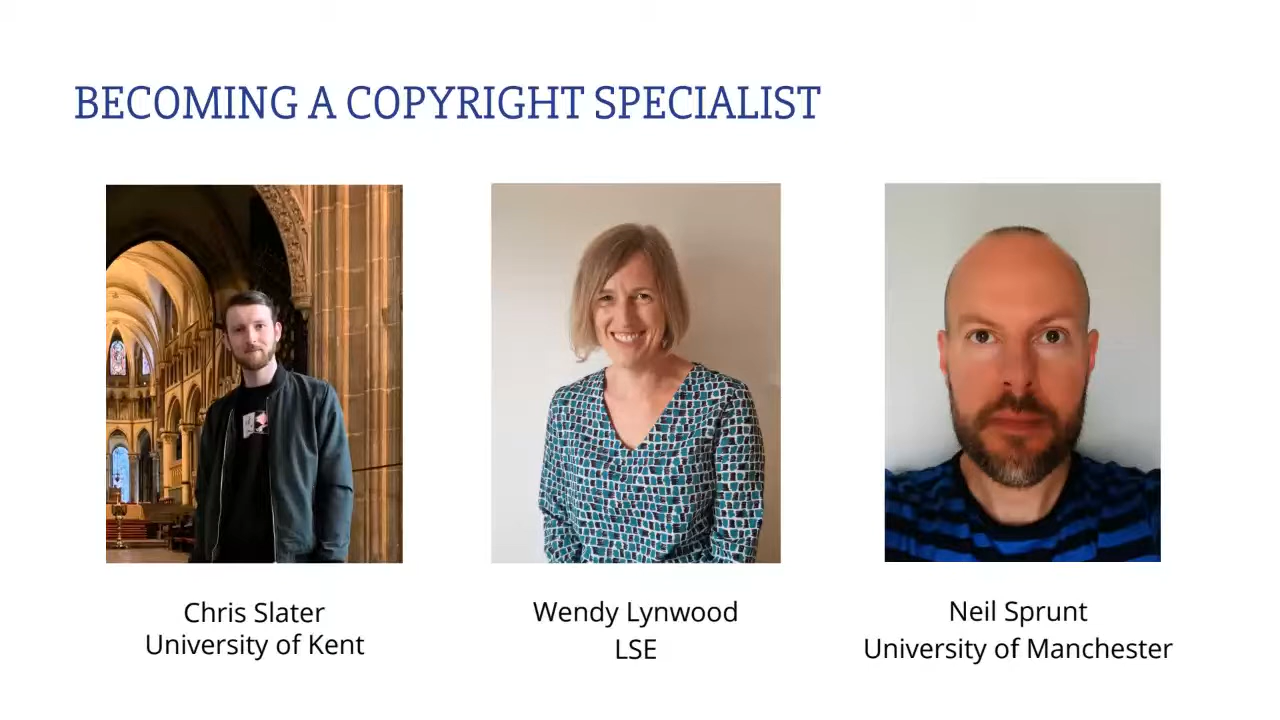 BECOMING A COPYRIGHT SPECIALIST
Chris Slater
University of Kent
Wendy Lynwood
LSE
Neil Sprunt
University of Manchester